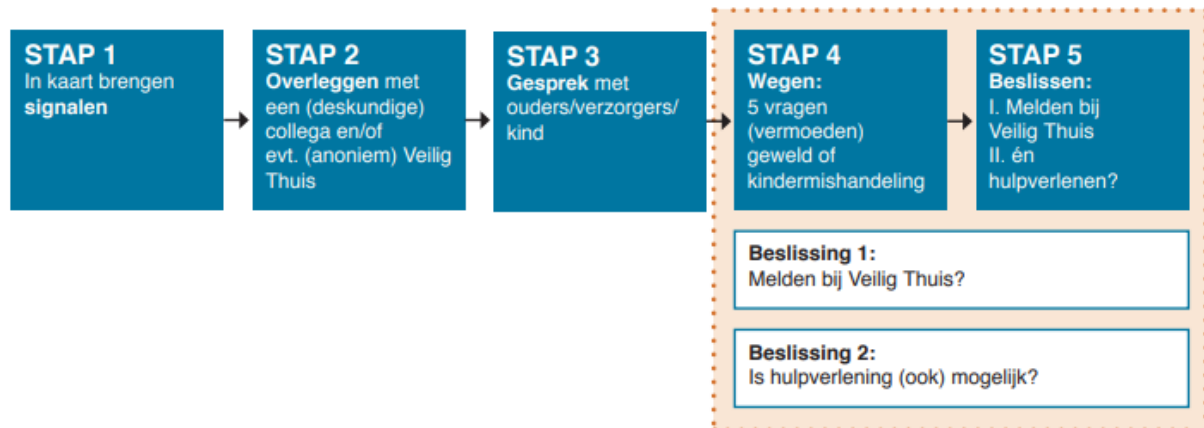 STAP 1
In kaart brengen
signalen
STAP 2
Overleggen met
een (deskundige)
collega en/of
evt. (anoniem) Veilig
Thuis
STAP 3
Gesprek met
ouders/verzorgers/
kind
STAP 4
Wegen:
5 vragen
(vermoeden)
geweld of
kindermishandeling
STAP 5
Beslissen:
I. Melden bij
Veilig Thuis
II. én
hulpverlenen?
Beslissing 1:
Melden bij Veilig Thuis?
Beslissing 2:
Is hulpverlening (ook) mogelijk?